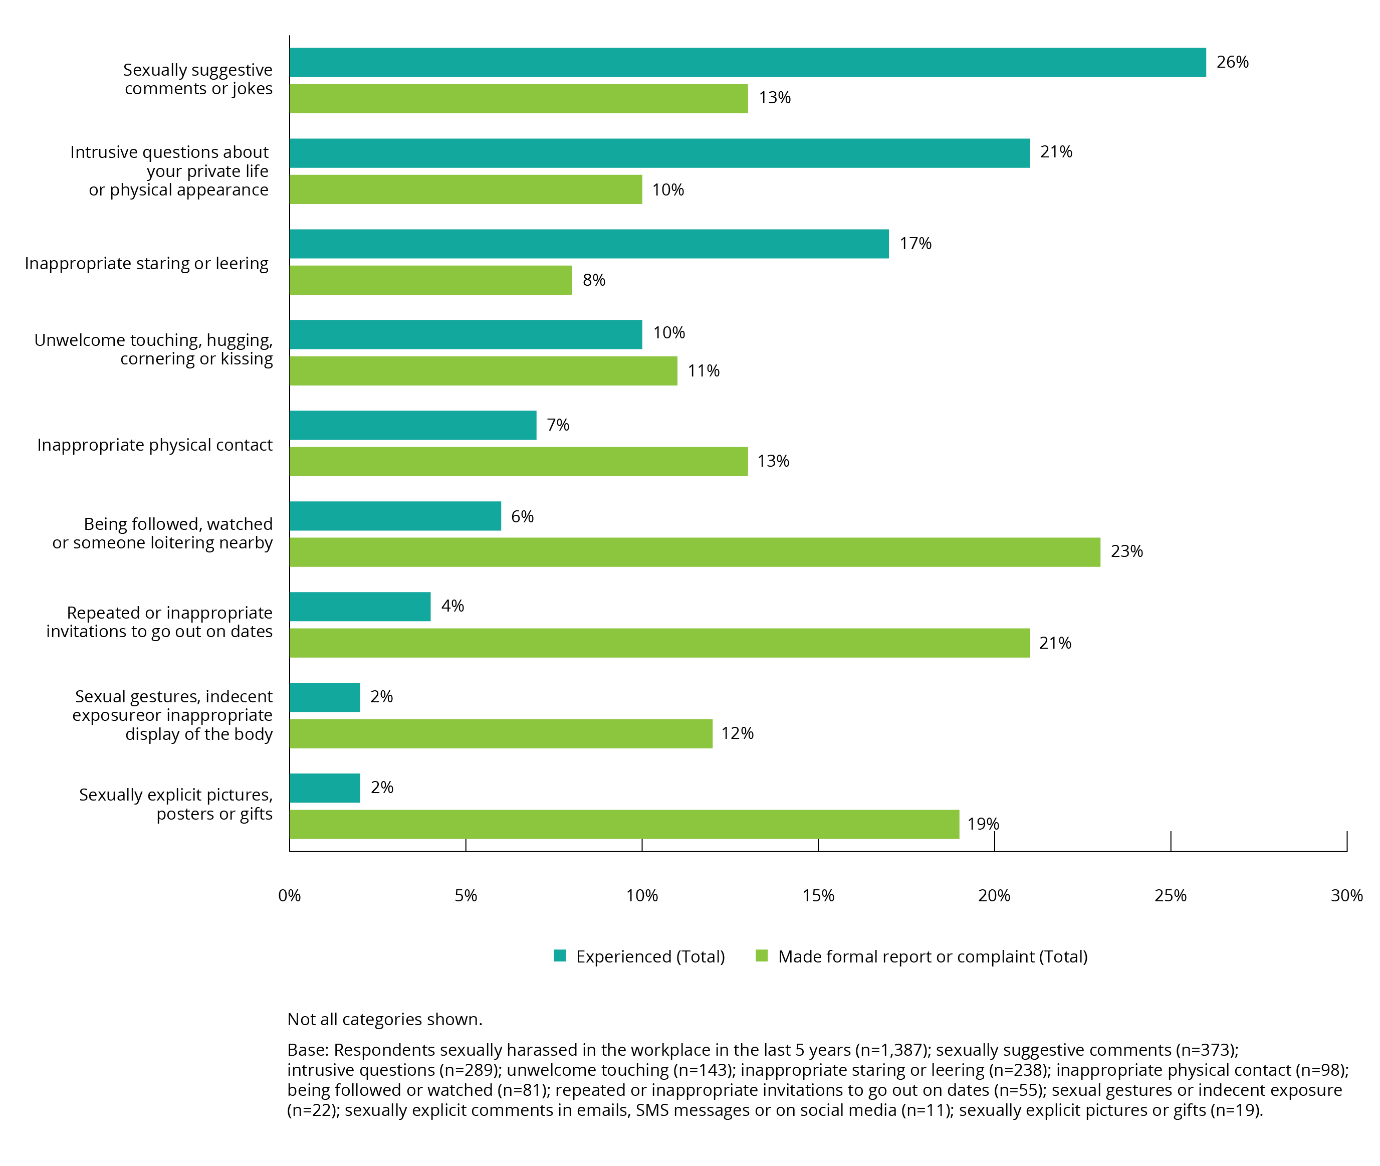 Sexually suggestive
comments or jokes
26%
13%
Intrusive questions about
your private life
or physical appearance
21%
10%
Inappropriate staring or leering
17%
8%
Unwelcome touching, hugging,
cornering or kissing
10%
11%
Inappropriate physical contact
7%
13%
Being followed, watched
or someone loitering nearby
6%
23%
Repeated or inappropriate
invitations to go out on dates
4%
21%
Sexual gestures, indecent
exposureor inappropriate
display of the body
2%
12%
Sexually explicit pictures,
posters or gifts
2%
19%
0% 5% 10% 15% 20% 25% 30%
Experienced (Total) Made formal report or complaint (Total)
Not all categories shown.
Base: Respondents sexually harassed in the workplace in the last 5 years (n=1,387); sexually suggestive comments (n=373);
intrusive questions (n=289); unwelcome touching (n=143); inappropriate staring or leering (n=238); inappropriate physical contact (n=98);
being followed or watched (n=81); repeated or inappropriate invitations to go out on dates (n=55); sexual gestures or indecent exposure
(n=22); sexually explicit comments in emails, SMS messages or on social media (n=11); sexually explicit pictures or gifts (n=19).